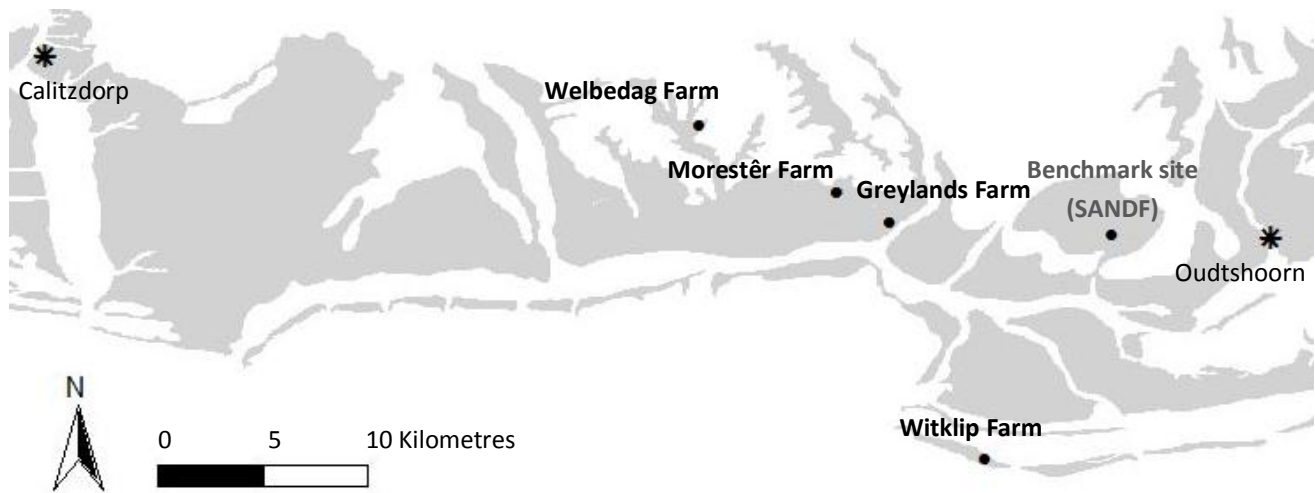 Calitzdorp
Welbedag Farm
Morestêr Farm
Greylands Farm
Benchmark site
(SANDF)
Oudtshoorn
Witklip Farm
N
0 5 10 Kilometres